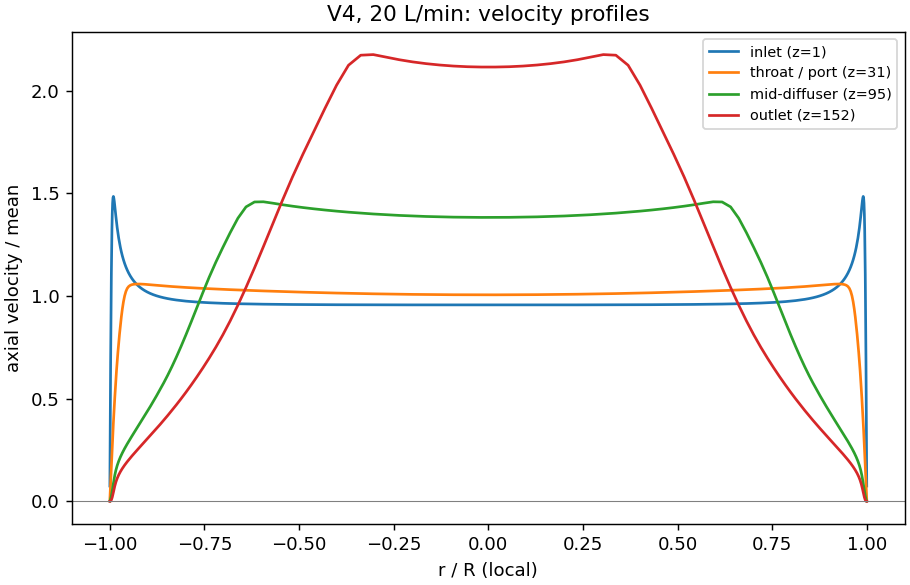 V4, 20 L/min: velocity profiles
inlet (z=1)
throat / port (z=31)
mid-diffuser (z=95)
outlet (z=152)
axial velocity / mean
2.0
1.5
1.0
0.5
0.0
−1.00 −0.75 −0.50 −0.25 0.00 0.25 0.50 0.75 1.00
r / R (local)